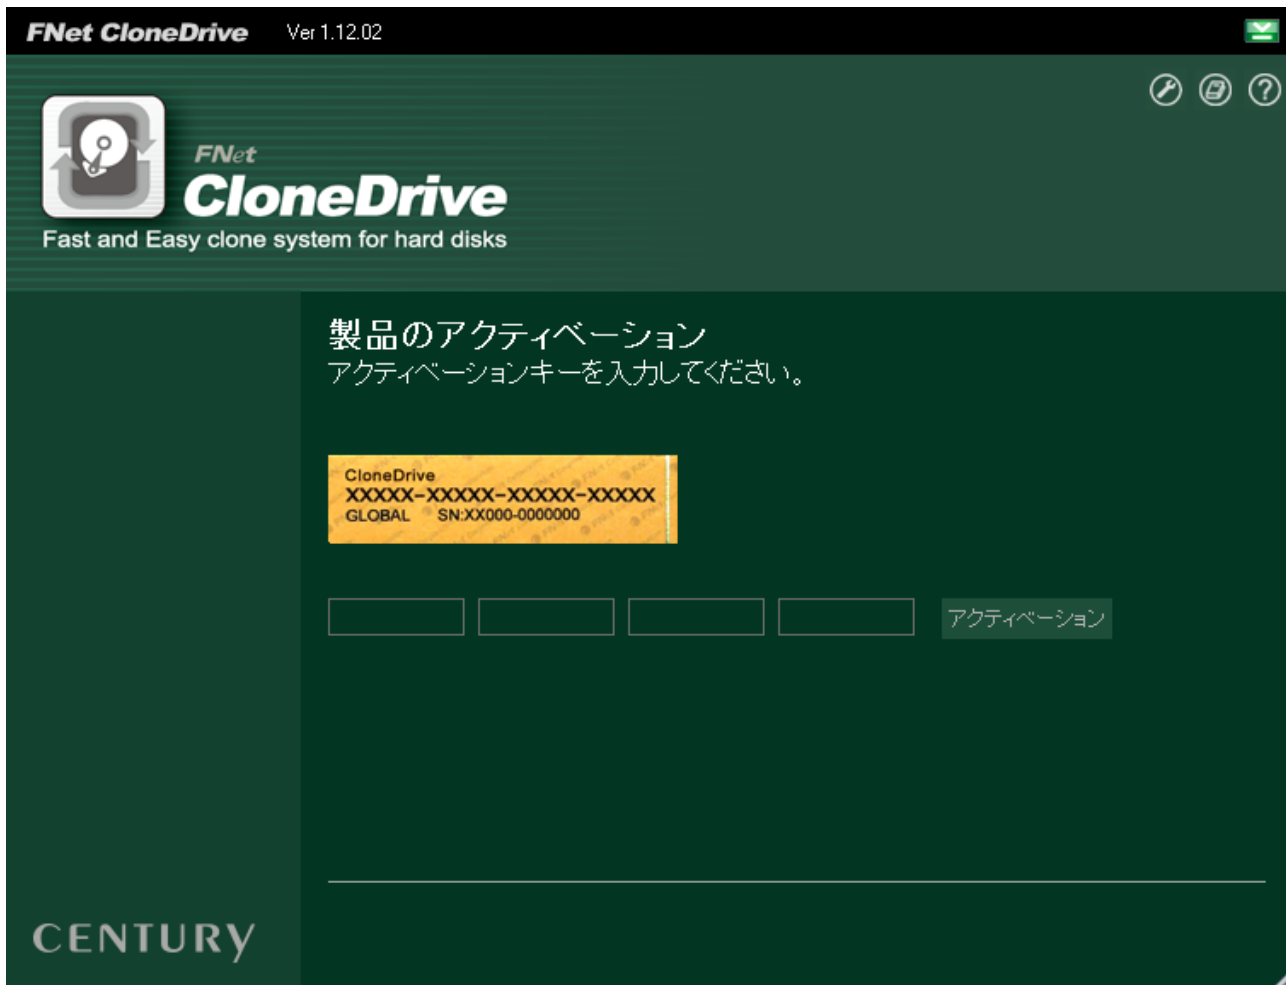 FNet CloneDrive Ver 1.12.02
FNet
CloneDrive
Fast and Easy clone system for hard disks
製品のアクティベーション
アクティベーションキーを入力してください。
CloneDrive
XXXXX-XXXXX-XXXXX-XXXXX
GLOBAL SN:XX000-0000000
アクティベーション
CENTURY